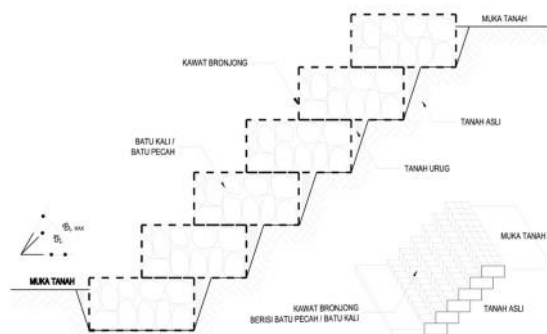 MUKA TANAH
KAWAT BRONJONG
TANAH ASLI
BATU KALI /
BATU PECAH
TANAH URUG
MUKA TANAH
MUKA TANAH
KAWAT BRONJONG
BERISI BATU PECAH / BATU KALI
TANAH ASLI